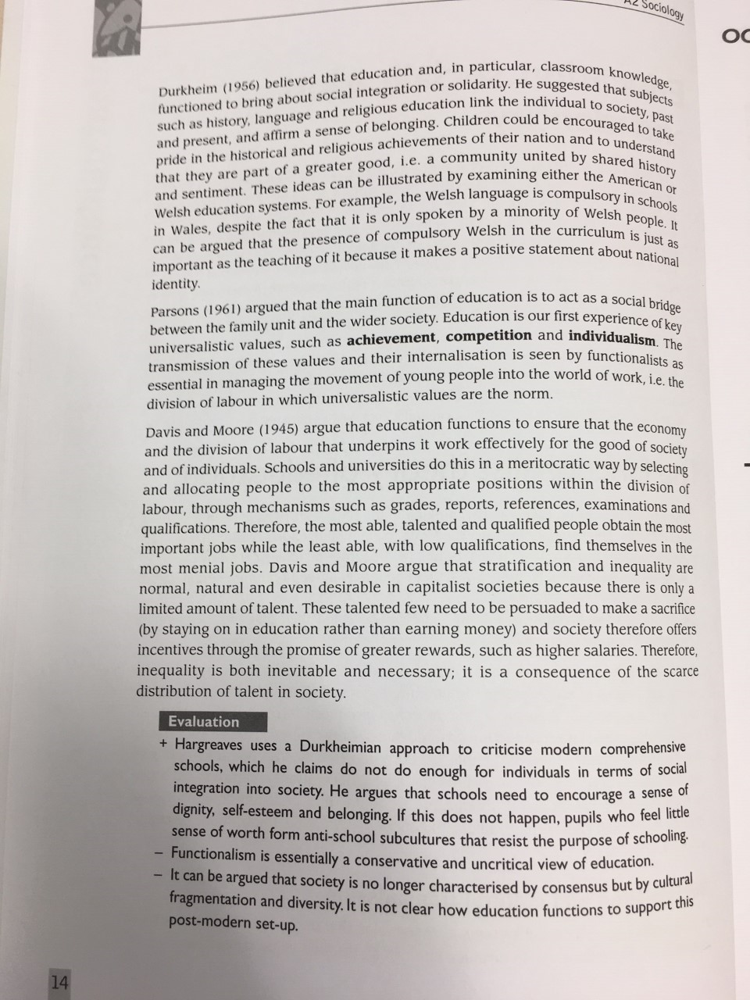 A2 Sociology
Durkheim (1956) believed that education and, in particular, classroom knowledge,
functioned to bring about social integration or solidarity. He suggested that subjects
such as history, language and religious education link the individual to society, past
and present, and affirm a sense of belonging. Children could be encouraged to take
pride in the historical and religious achievements of their nation and to understand
that they are part of a greater good, i.e. a community united by shared history
and sentiment. These ideas can be illustrated by examining either the American or
Welsh education systems. For example, the Welsh language is compulsory in schools
in Wales, despite the fact that it is only spoken by a minority of Welsh people. It
can be argued that the presence of compulsory Welsh in the curriculum is just as
important as the teaching of it because it makes a positive statement about national
identity.
Parsons (1961) argued that the main function of education is to act as a social bridge
between the family unit and the wider society. Education is our first experience of key
universalistic values, such as achievement, competition and individualism. The
transmission of these values and their internalisation is seen by functionalists as
essential in managing the movement of young people into the world of work, i.e. the
division of labour in which universalistic values are the norm.
Davis and Moore (1945) argue that education functions to ensure that the economy
and the division of labour that underpins it work effectively for the good of society
and of individuals. Schools and universities do this in a meritocratic way by selecting
and allocating people to the most appropriate positions within the division of
labour, through mechanisms such as grades, reports, references, examinations and
qualifications. Therefore, the most able, talented and qualified people obtain the most
important jobs while the least able, with low qualifications, find themselves in the
most menial jobs. Davis and Moore argue that stratification and inequality are
normal, natural and even desirable in capitalist societies because there is only a
limited amount of talent. These talented few need to be persuaded to make a sacrifice
(by staying on in education rather than earning money) and society therefore offers
incentives through the promise of greater rewards, such as higher salaries. Therefore,
inequality is both inevitable and necessary; it is a consequence of the scarce
distribution of talent in society.
Evaluation
+ Hargreaves uses a Durkheimian approach to criticise modern comprehensive
schools, which he claims do not do enough for individuals in terms of social
integration into society. He argues that schools need to encourage a sense of
dignity, self-esteem and belonging. If this does not happen, pupils who feel little
sense of worth form anti-school subcultures that resist the purpose of schooling.
– Functionalism is essentially a conservative and uncritical view of education.
– It can be argued that society is no longer characterised by consensus but by cultural
fragmentation and diversity. It is not clear how education functions to support this
post-modern set-up.
14